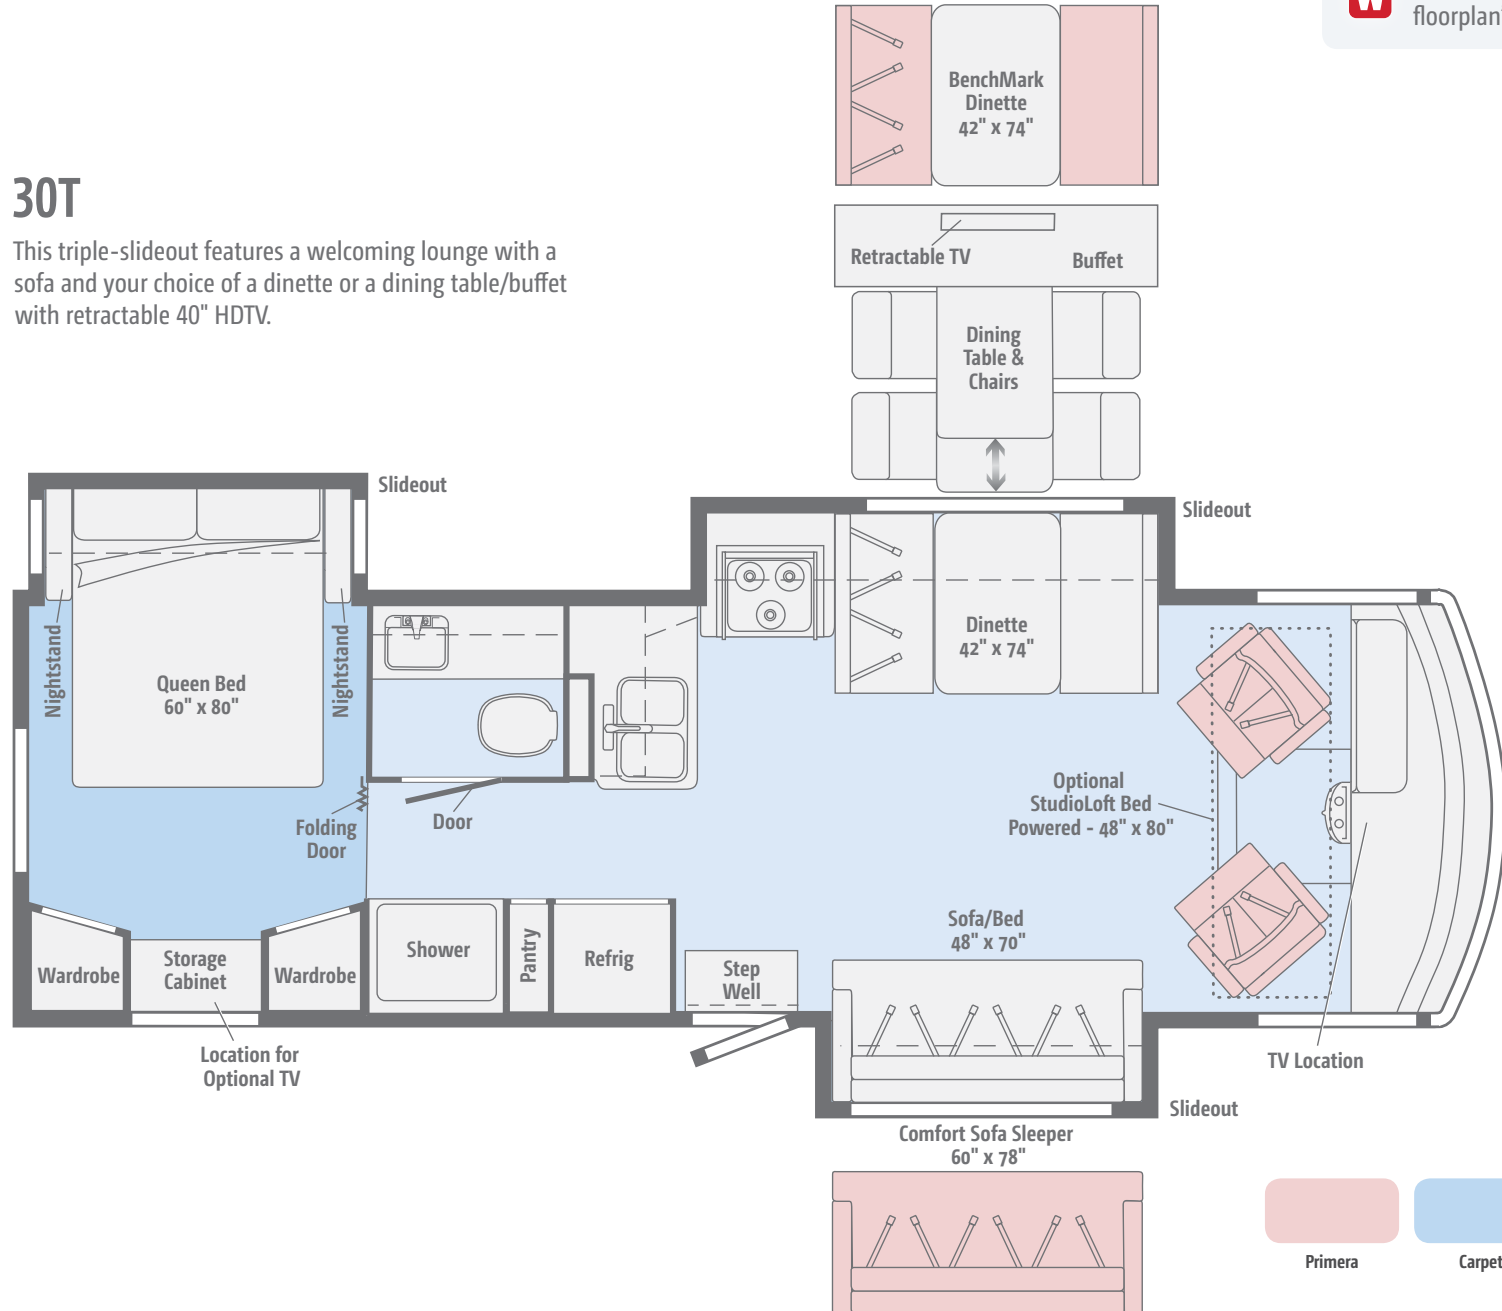 W
floorplan
BenchMark
Dinette
42" x 74"
30T
This triple-slideout features a welcoming lounge with a
sofa and your choice of a dinette or a dining table/buffet
with retractable 40" HDTV.
Retractable TV
Buffet
Dining
Table &
Chairs
Slideout
Slideout
Nightstand
Queen Bed
60" x 80"
Nightstand
Dinette
42" x 74"
Folding
Door
Door
Optional
StudioLoft Bed
Powered - 48" x 80"
Wardrobe
Storage
Cabinet
Wardrobe
Shower
Pantry
Refrig
Step
Well
Sofa/Bed
48" x 70"
Location for
Optional TV
TV Location
Slideout
Comfort Sofa Sleeper
60" x 78"
Primera
Carpet